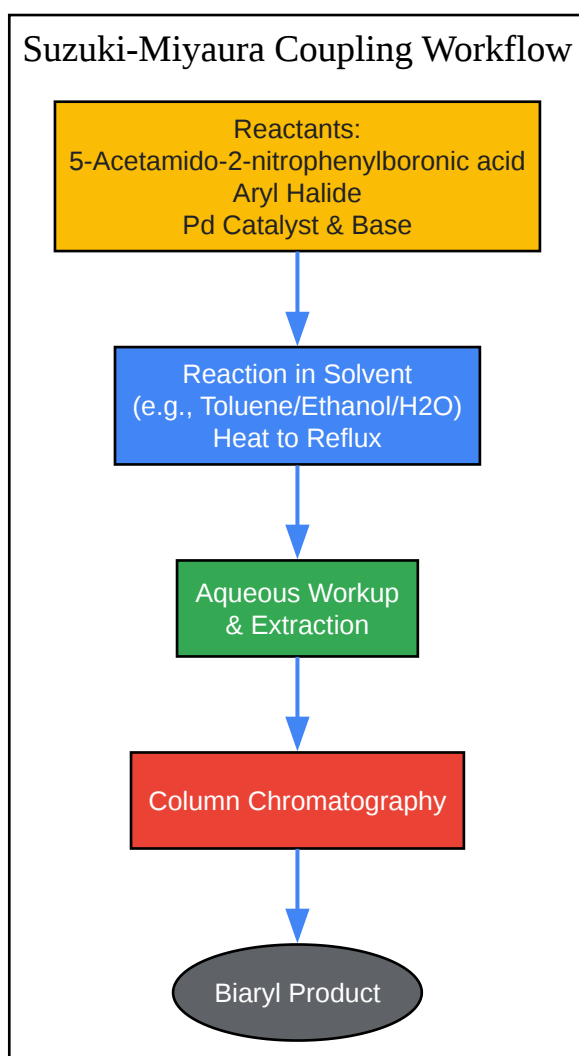 Suzuki-Miyaura Coupling Workflow
Reactants:
5-Acetamido-2-nitrophenylboronic acid
Aryl Halide
Pd Catalyst & Base
Reaction in Solvent
(e.g., Toluene/Ethanol/H2O)
Heat to Reflux
Aqueous Workup
& Extraction
Column Chromatography
Biaryl Product